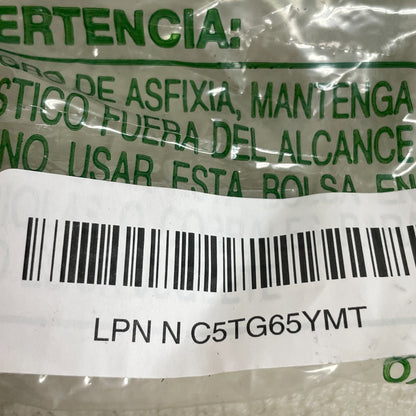 ERTENCIA:
DE ASFIXIA, MANTENGA
STICO FUERA DEL ALCANCE
NO USAR ESTA BOLSA EN
LPN N C5TG65YMT